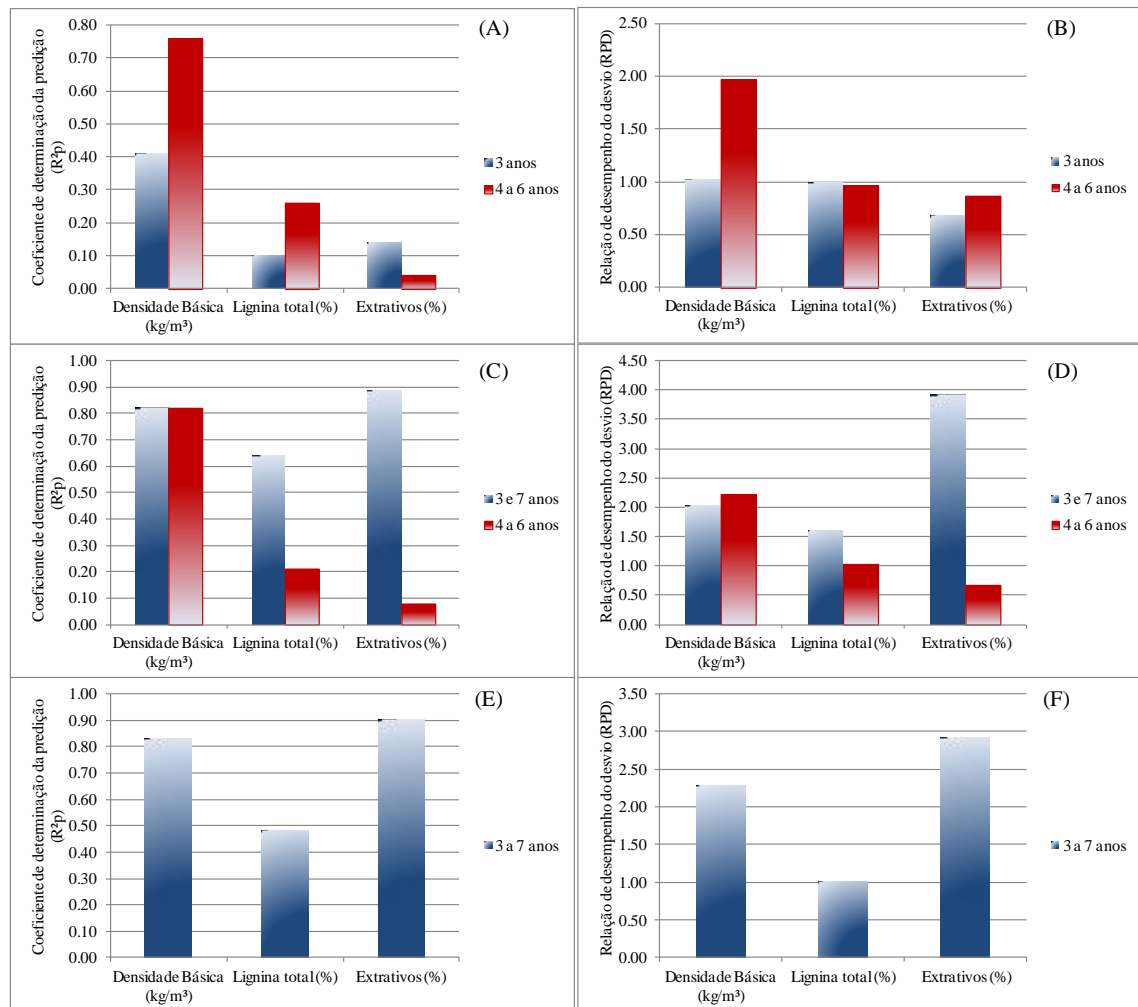 (A)
Coeficiente de determinação da predição
(R²p)
0.80
0.70
0.60
0.50
0.40
0.30
0.20
0.10
0.00
Densidade Básica
(kg/m³)
Lignina total (%)
Extrativos (%)
3 anos
4 a 6 anos
(B)
Relação de desempenho do desvio (RPD)
2.50
2.00
1.50
1.00
0.50
0.00
Densidade Básica
(kg/m³)
Lignina total (%)
Extrativos (%)
3 anos
4 a 6 anos
(C)
Coeficiente de determinação da predição
(R²p)
1.00
0.90
0.80
0.70
0.60
0.50
0.40
0.30
0.20
0.10
0.00
Densidade Básica
(kg/m³)
Lignina total (%)
Extrativos (%)
3 e 7 anos
4 a 6 anos
(D)
Relação de desempenho do desvio (RPD)
4.50
4.00
3.50
3.00
2.50
2.00
1.50
1.00
0.50
0.00
Densidade Básica
(kg/m³)
Lignina total (%)
Extrativos (%)
3 e 7 anos
4 a 6 anos
(E)
Coeficiente de determinação da predição
(R²p)
1.00
0.90
0.80
0.70
0.60
0.50
0.40
0.30
0.20
0.10
0.00
Densidade Básica
(kg/m³)
Lignina total (%)
Extrativos (%)
3 a 7 anos
(F)
Relação de desempenho do desvio (RPD)
3.50
3.00
2.50
2.00
1.50
1.00
0.50
0.00
Densidade Básica
(kg/m³)
Lignina total (%)
Extrativos (%)
3 a 7 anos